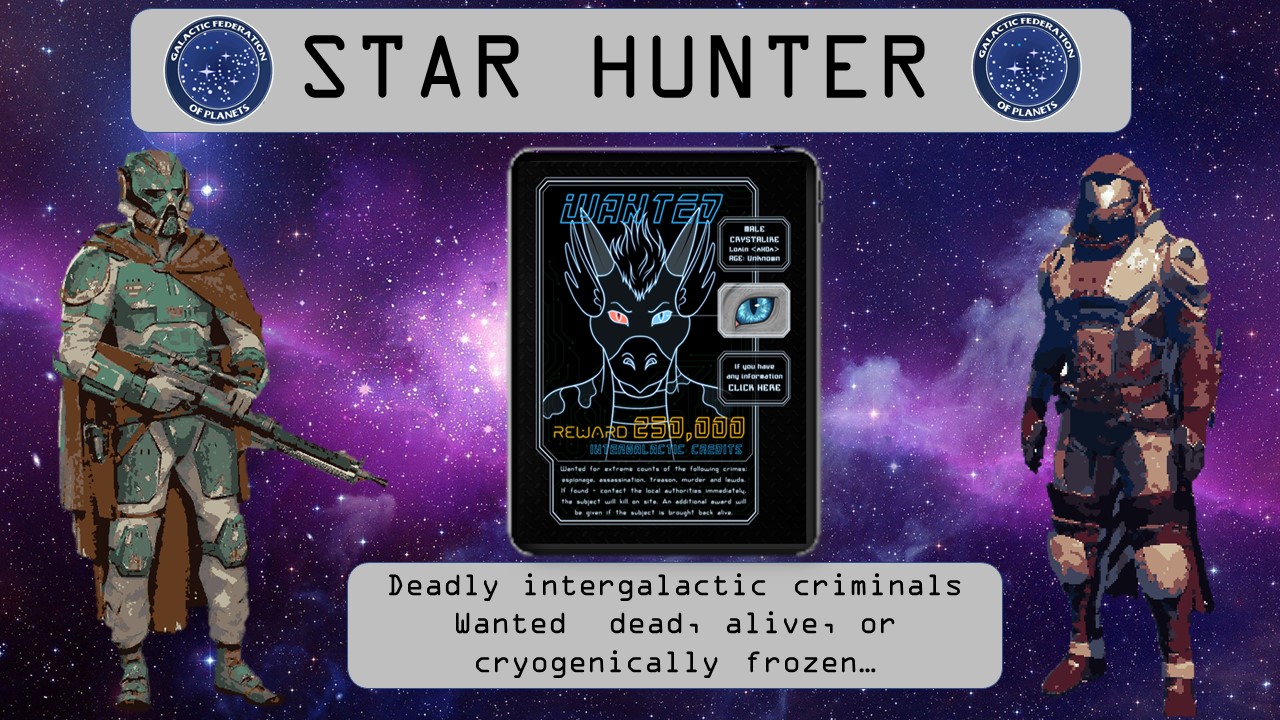 GALACTIC FEDERATION
OF PLANETS
STAR HUNTER
GALACTIC FEDERATION
OF PLANETS
WANTED
MALE
CRYSTALIKE
AGE: Unknown
If you have
any information
CLICK HERE
REWARD 250,000
INTERGALACTIC CREDITS
Wanted for extreme counts of the following crimes:
espionage, assassination, treason, murder and lewds.
If found - contact the local authorities immediately,
the subject will kill on site. An additional award will
be given if the subject is brought back alive.
Deadly intergalactic criminals
Wanted dead, alive, or
cryogenically frozen…